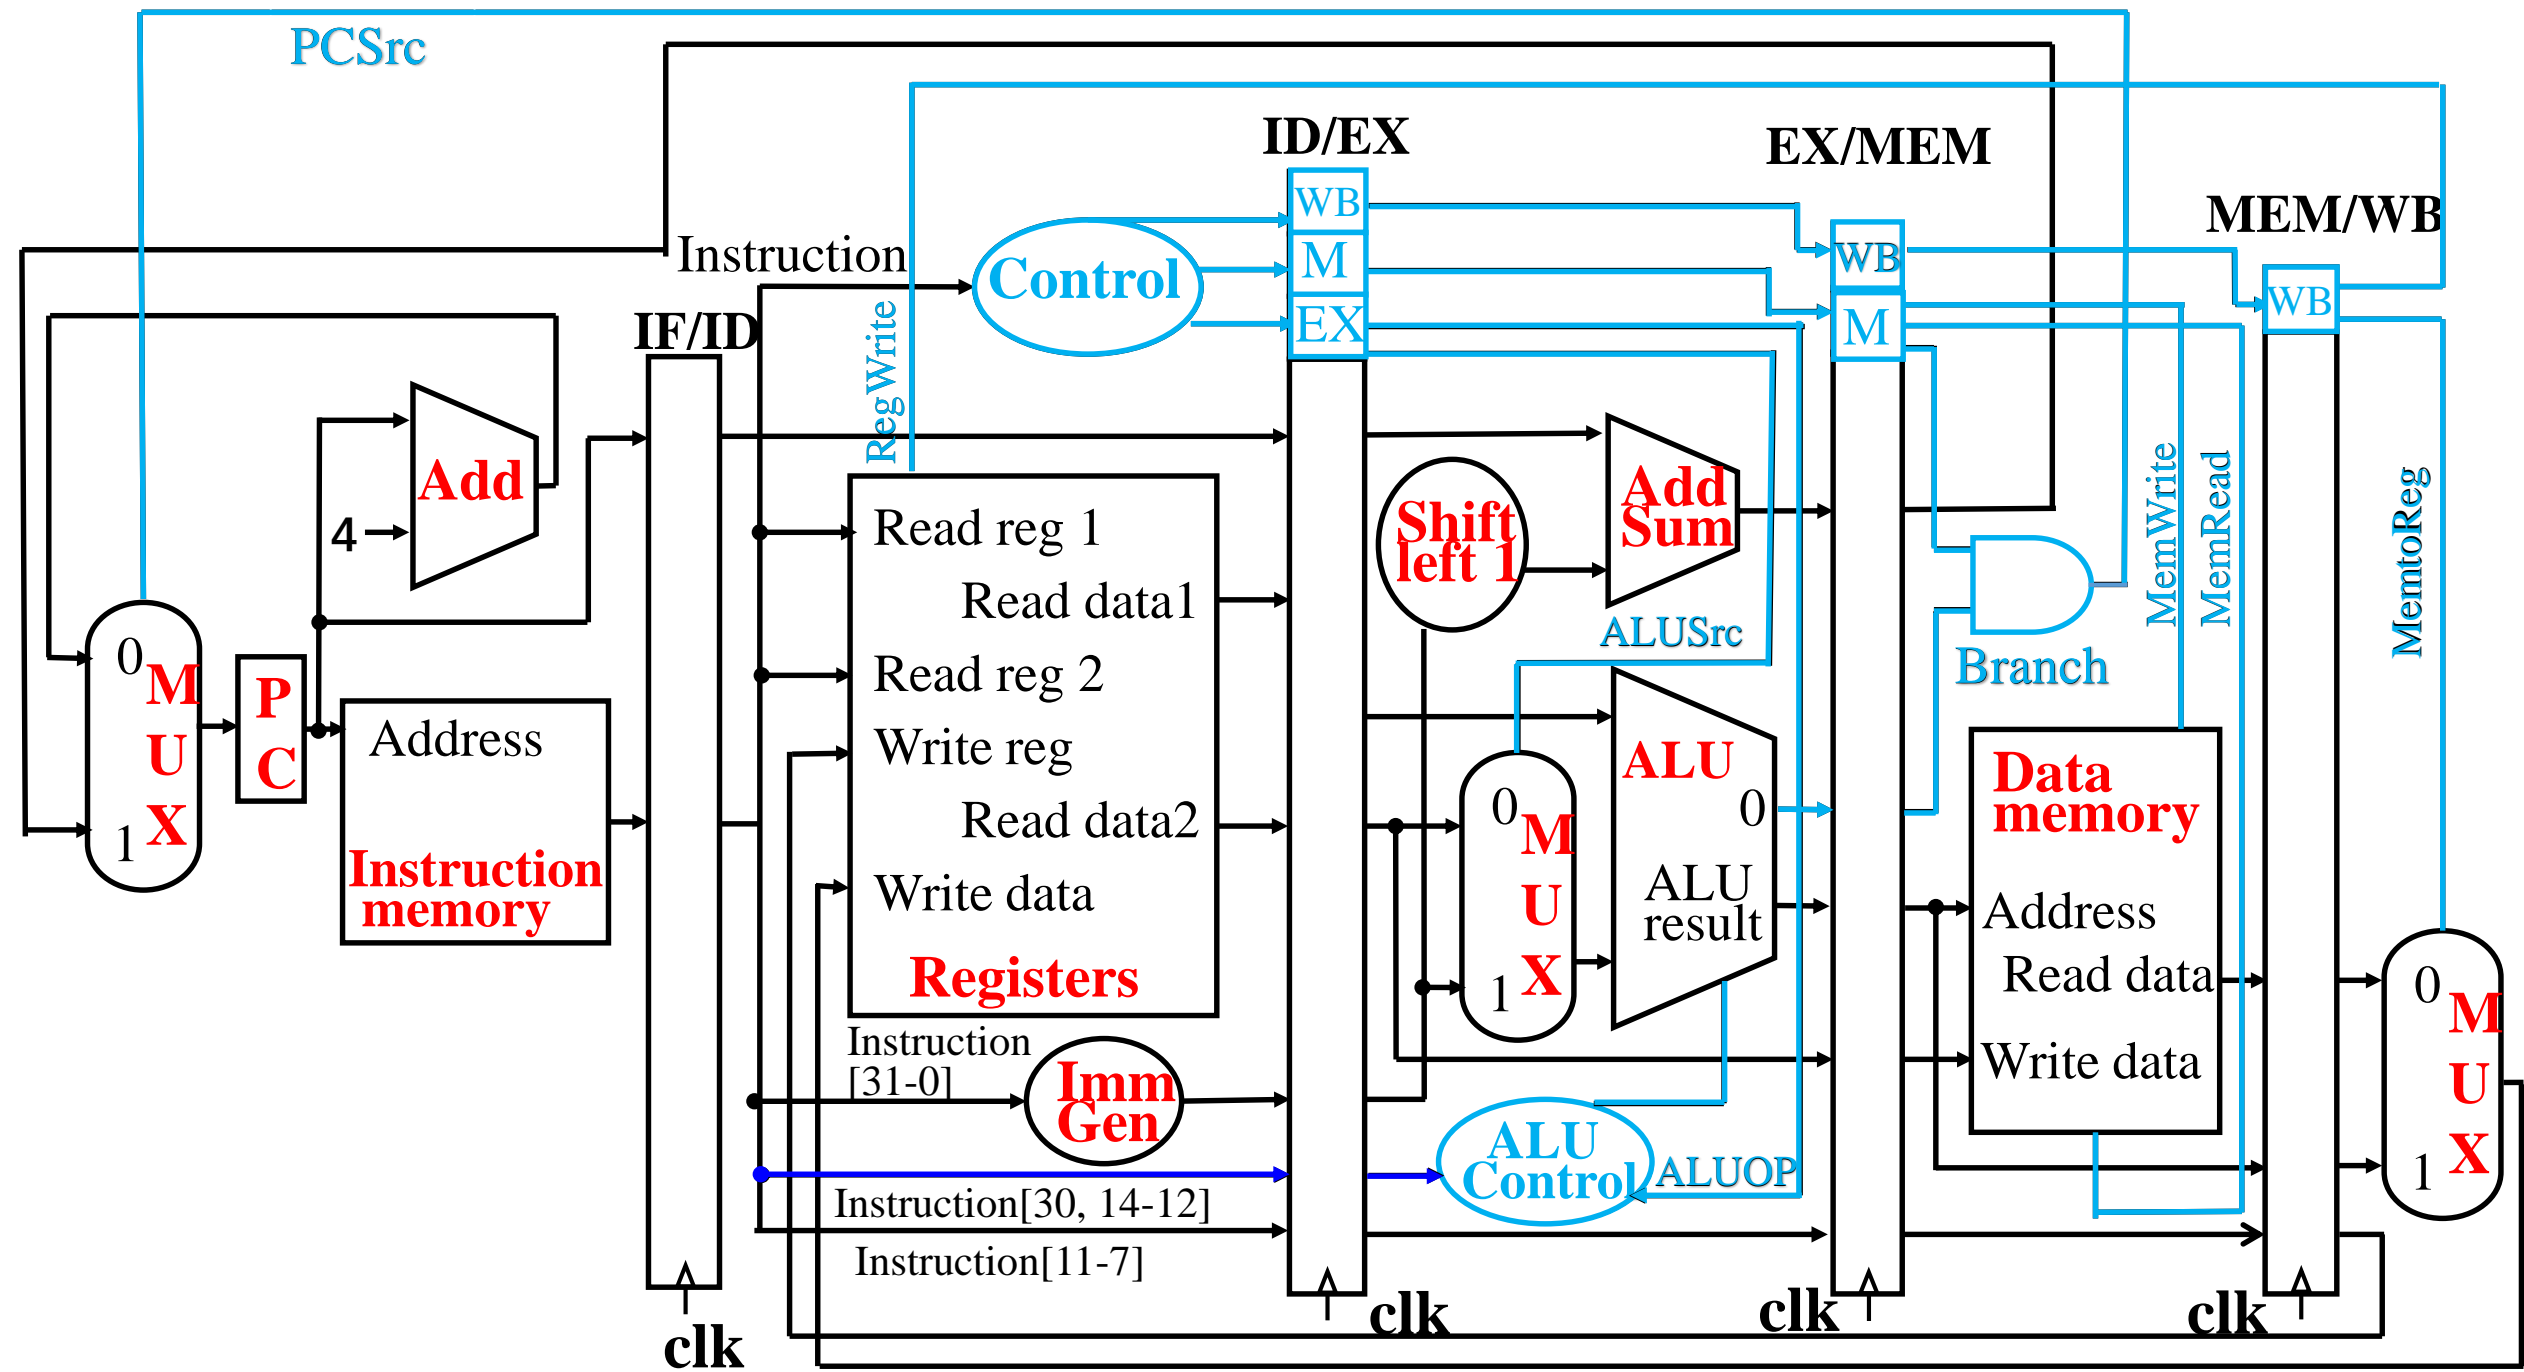 PCSrc
ID/EX
EX/MEM
MEM/WB
WB
M
EX
WB
M
WB
Instruction
Control
IF/ID
RegWrite
Add
4
Add
Sum
Shift
left 1
MemWrite
MemRead
MemtoReg
ALUSrc
Branch
0
M
U
X
1
P
C
Address
Instruction
memory
Read reg 1
Read data1
Read reg 2
Write reg
Read data2
Write data
Registers
0
M
U
X
1
ALU
0
ALU
result
Data
memory
Address
Read data
Write data
0
M
U
X
1
Instruction
[31-0]
Imm
Gen
ALU
Control
ALUOP
Instruction[30, 14-12]
Instruction[11-7]
clk
clk
clk
clk